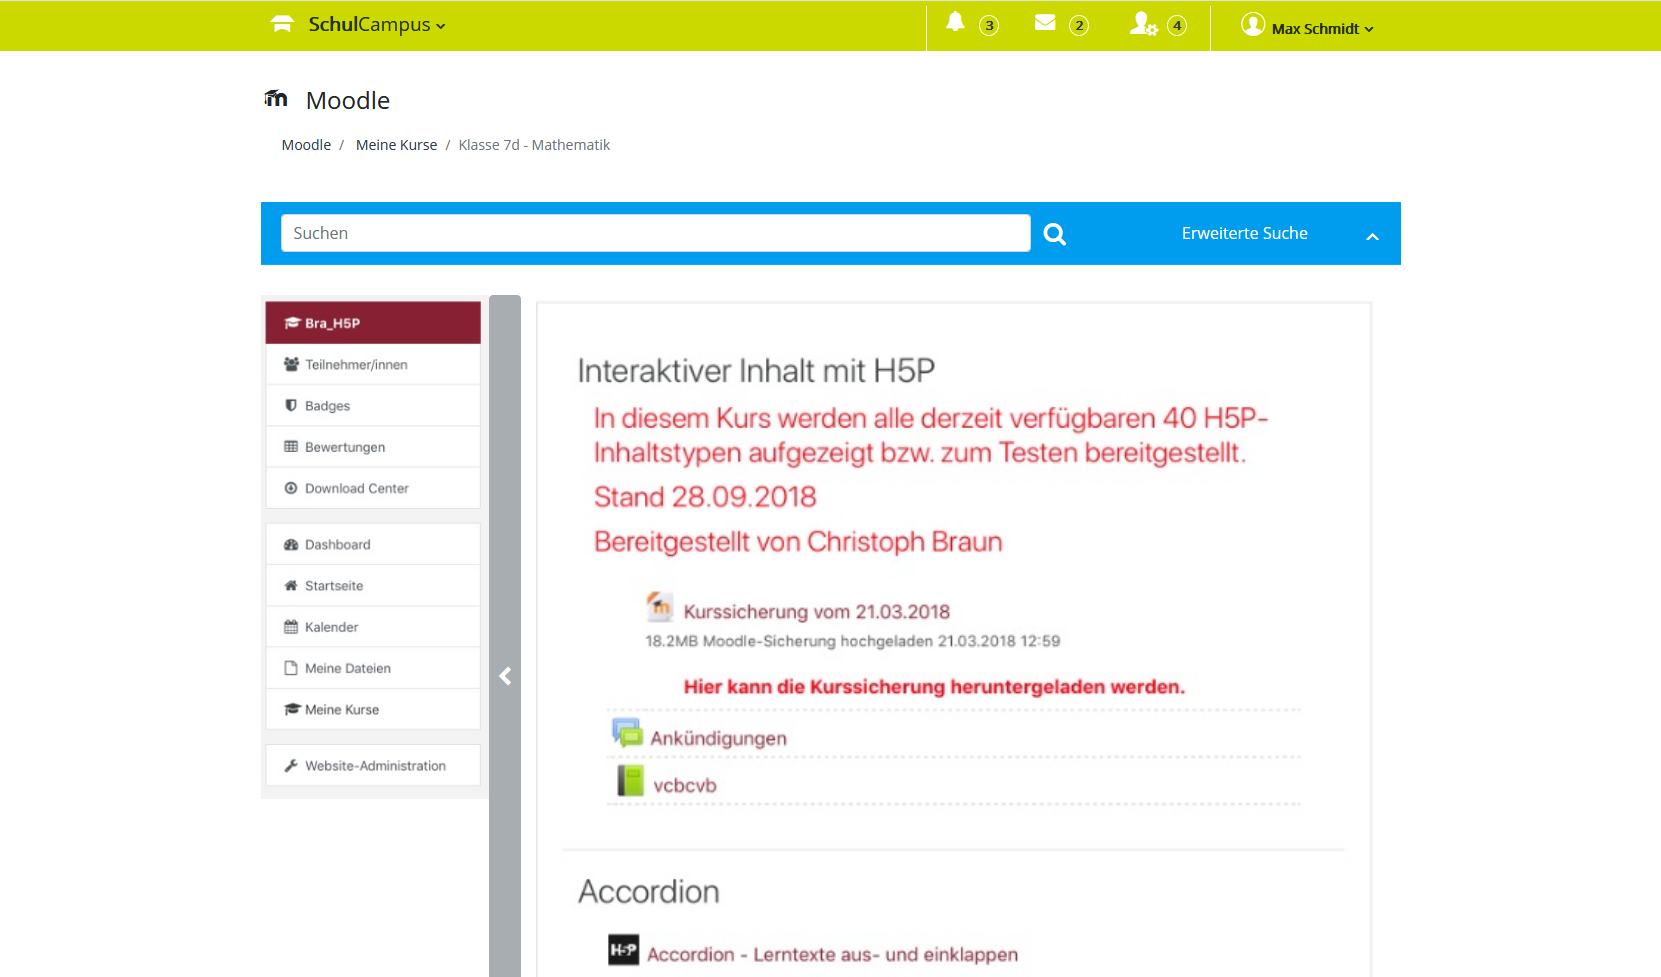 SchulCampus
3
2
4
Max Schmidt
Moodle
Moodle / Meine Kurse / Klasse 7d - Mathematik
Suchen
Erweiterte Suche
Bra_H5P
Teilnehmer/innen
Badges
Bewertungen
Download Center
Dashboard
Startseite
Kalender
Meine Dateien
Meine Kurse
Website-Administration
Interaktiver Inhalt mit H5P
In diesem Kurs werden alle derzeit verfügbaren 40 H5P-
Inhaltstypen aufgezeigt bzw. zum Testen bereitgestellt.
Stand 28.09.2018
Bereitgestellt von Christoph Braun
Kurssicherung vom 21.03.2018
18.2MB Moodle-Sicherung hochgeladen 21.03.2018 12:59
Hier kann die Kurssicherung heruntergeladen werden.
Ankündigungen
vcbcvb
Accordion
H5P Accordion - Lerntexte aus- und einklappen